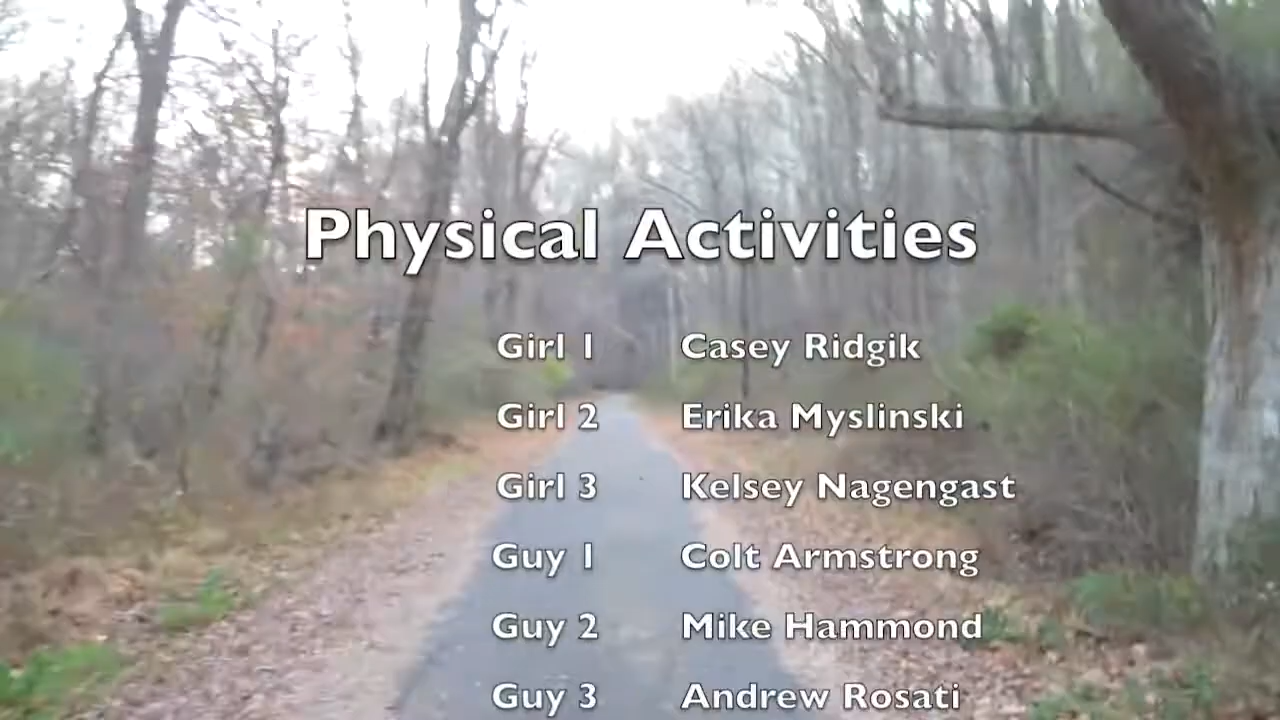 Physical Activities
Girl 1 Casey Ridgik
Girl 2 Erika Myslinski
Girl 3 Kelsey Nagengast
Guy 1 Colt Armstrong
Guy 2 Mike Hammond
Guy 3 Andrew Rosati